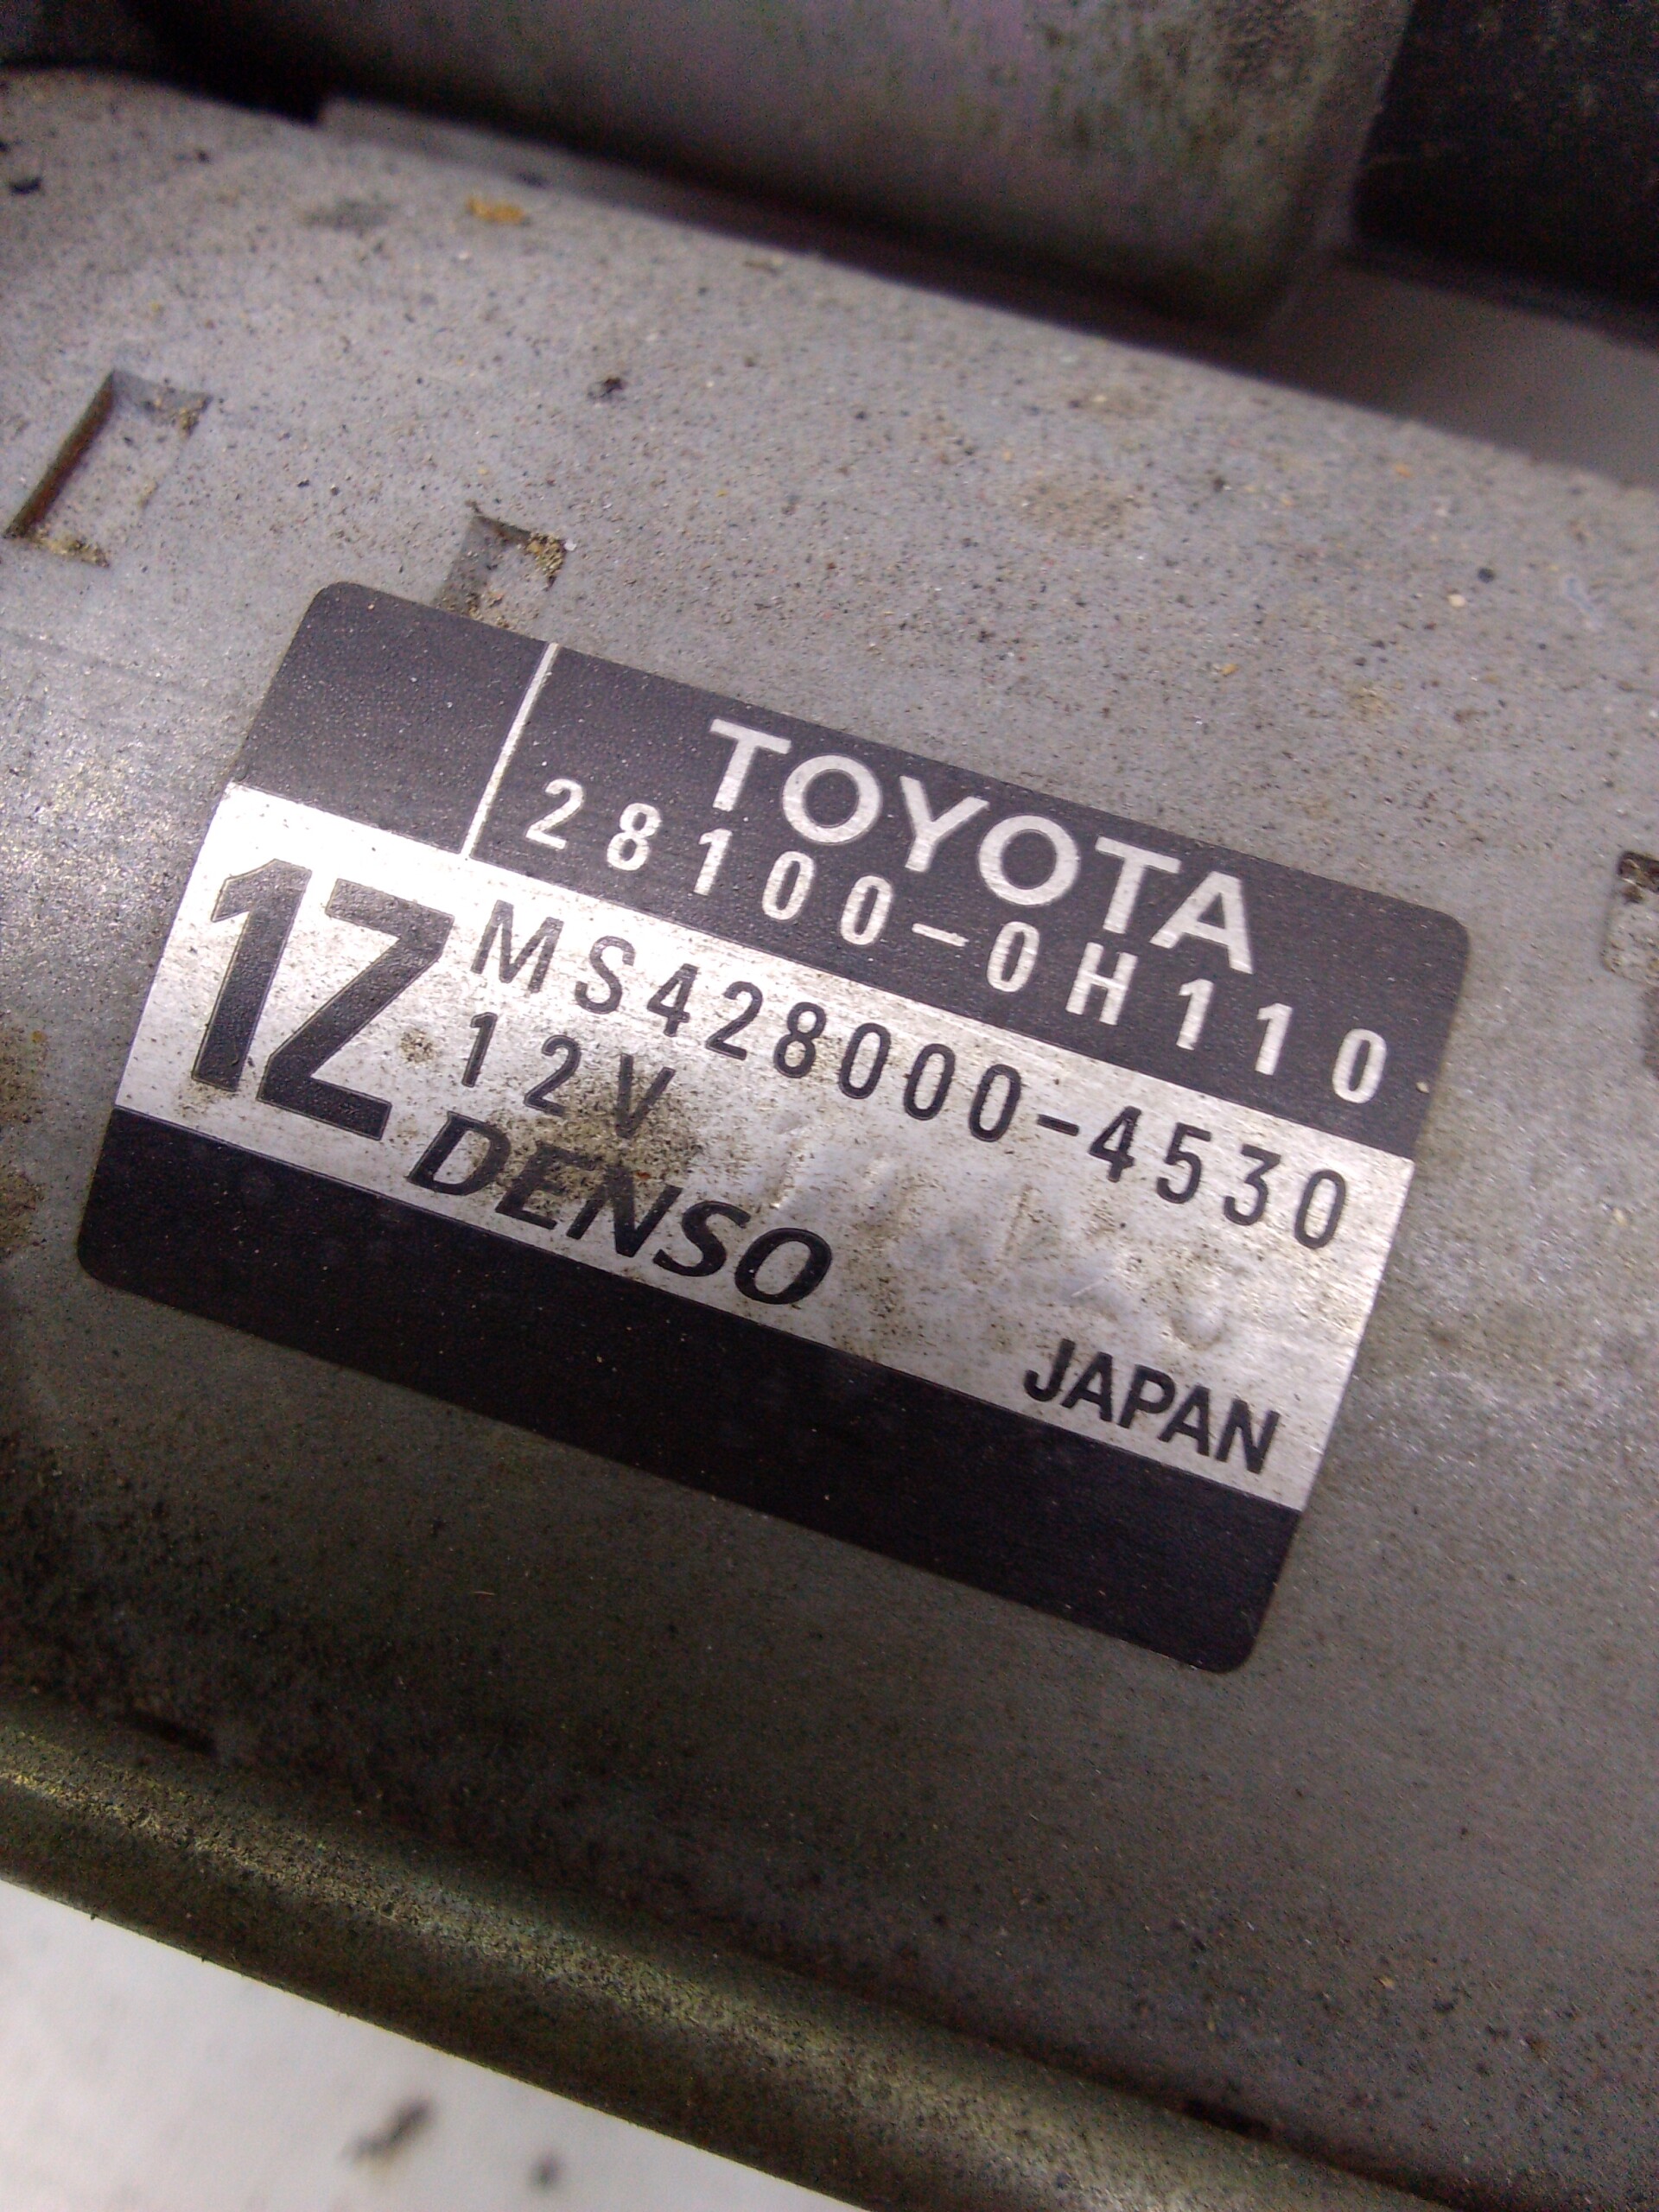 TOYOTA
28100-0H110
1Z
MS428000-4530
12V
DENSO
JAPAN